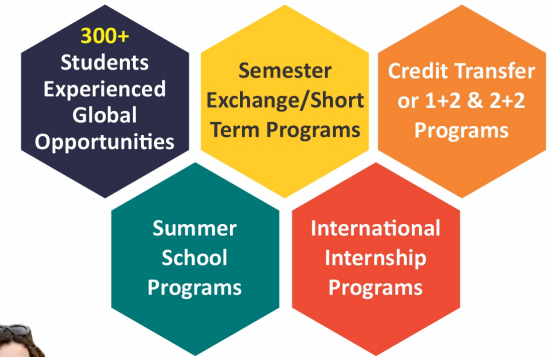 300+
Students
Experienced
Global
Opportunities
Semester
Exchange/Short
Term Programs
Credit Transfer
or 1+2 & 2+2
Programs
Summer
School
Programs
International
Internship
Programs